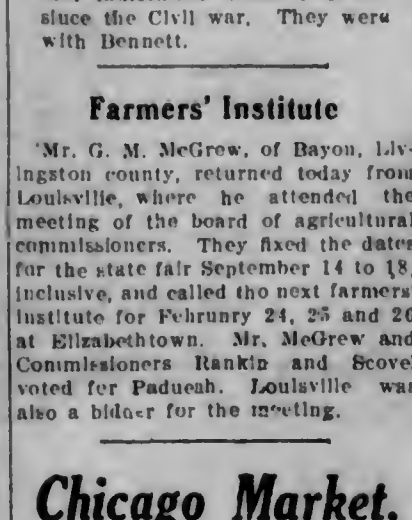 since the Civil war. They were
with Bennett.
Farmers' Institute
Mr. G. M. McGrew, of Bayou, Liv-
ingston county, returned today from
Louisville, where he attended the
meeting of the board of agricultural
commissioners. They fixed the dates
for the state fair September 14 to 18,
inclusive, and called the next farmers'
institute for February 24, 25 and 26
at Elizabethtown. Mr. McGrew and
Commissioners Rankin and Scovel
voted for Paducah. Louisville was
also a bidder for the meeting.
Chicago Market.